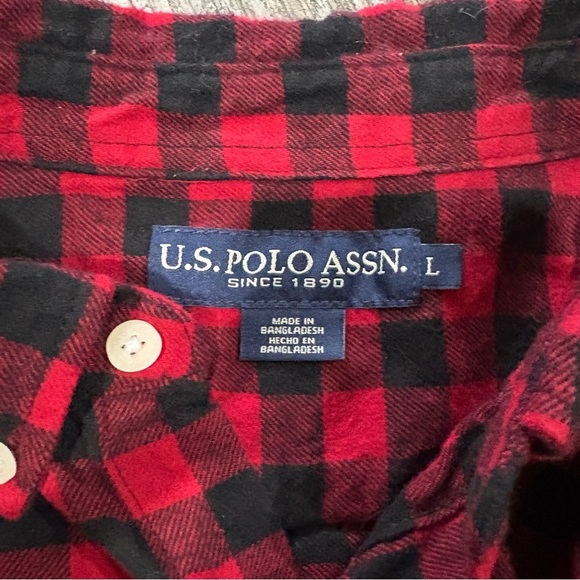 U.S. POLO ASSN.
SINCE 1890
L
MADE IN
BANGLADESH
HECHO EN
BANGLADESH